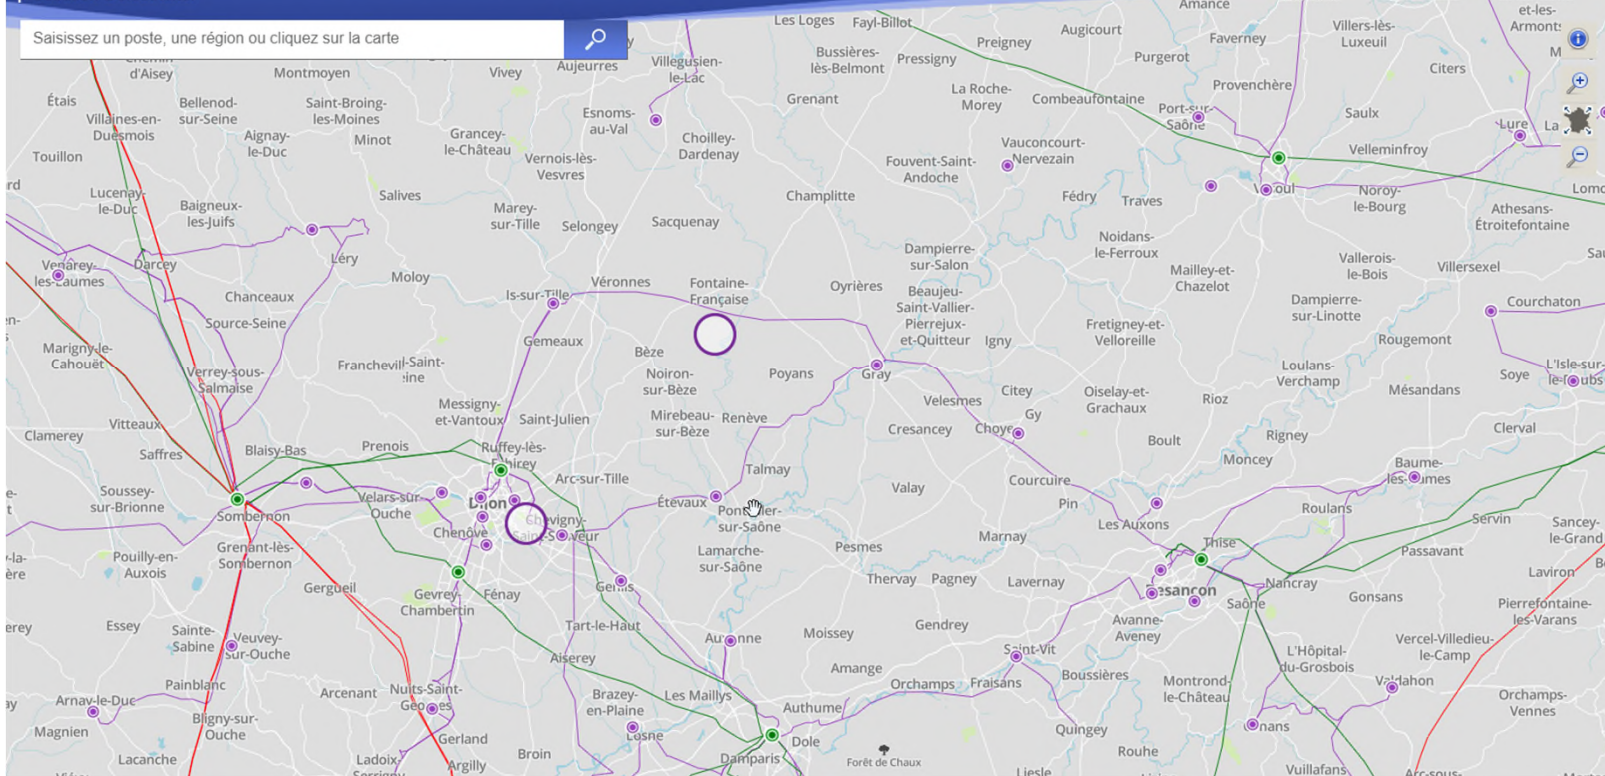 Amance
et-les-
Armonts
Les Loges
Fayl-Billot
Villers-lès-
Luxeuil
Augicourt
Faverney
Preigney
Saisissez un poste, une région ou cliquez sur la carte
Bussières-
lès-Belmont
Pressigny
Purgerot
Citers
d'Aisey
Montmoyen
Vivey
Aujeurres
Villegusien-
le-Lac
Provenchère
La Roche-
Morey
Combeaufontaine
Grenant
Étais
Bellenod-
sur-Seine
Saint-Broing-
les-Moines
Esnoms-
au-Val
Port-sur-
Saône
Saulx
Lure
La
Villaines-en-
Duesmois
Aignay-
le-Duc
Minot
Grancey-
le-Château
Choilley-
Dardenay
Vauconcourt-
Nervezain
Velleminfroy
Touillon
Vernois-lès-
Vesvres
Fouvent-Saint-
Andoche
Lucenay-
le-Duc
Salives
Champlitte
Fédry
Traves
Noroy-
le-Bourg
Baigneux-
les-Juifs
Marey-
sur-Tille
Selongey
Sacquenay
Athesans-
Étroitefontaine
Noidans-
le-Ferroux
Dampierre-
sur-Salon
Vallerois-
le-Bois
Villersexel
Venarey-
les-Laumes
Darcey
Léry
Moloy
Mailley-et-
Chazelot
Véronnes
Fontaine-
Française
Oyrières
Is-sur-Tille
Beaujeu-
Saint-Vallier-
Pierrejux-
et-Quitteur
Chanceaux
Courchaton
Dampierre-
sur-Linotte
Source-Seine
Fretigney-et-
Velloreille
Gemeaux
Igny
Rougemont
Marigny-le-
Cahouët
Bèze
Verrey-sous-
Salmaise
Noiron-
sur-Bèze
Poyans
Gray
Loulans-
Verchamp
Soye
Citey
Oiselay-et-
Grachaux
Mésandans
Rioz
Velesmes
Messigny-
et-Vantoux
Saint-Julien
Mirebeau-
sur-Bèze
Renève
Gy
Vitteaux
Cresancey
Choye
Clerval
Clamerey
Boult
Rigney
Saffres
Blaisy-Bas
Prenois
Ruffey-lès-
Moncey
Baume-
Talmay
Arc-sur-Tille
Courcuire
Valay
Soussey-
sur-Brionne
Velars-sur-
Ouche
Dijon
Étevaux
Pin
Roulans
Sombernon
sur-Saône
Les Auxons
Servin
Sancey-
le-Grand
Chenôve
Marnay
Thise
Grenant-lès-
Sombernon
Pesmes
Lamarche-
sur-Saône
Passavant
Pouilly-en-
Auxois
Laviron
Thervay
Pagney
Lavernay
Nancray
Gergueil
Gevrey-
Chambertin
Fénay
Genlis
Besançon
Saône
Gonsans
Pierrefontaine-
les-Varans
Essey
Sainte-
Sabine
Veuvey-
sur-Ouche
Tart-le-Haut
Moissey
Gendrey
Avanne-
Aveney
Vercel-Villedieu-
le-Camp
Auxonne
L'Hôpital-
du-Grosbois
Saint-Vit
Aiserey
Amange
Painblanc
Arcenant
Nuits-Saint-
Georges
Orchamps
Fraisans
Boussières
Montrond-
le-Château
Valdahon
Orchamps-
Vennes
Brazey-
en-Plaine
Les Maillys
Arnay-le-Duc
Authume
Bligny-sur-
Ouche
Magnien
Losne
Quingey
Gerland
Dole
Rouhe
Lacanche
Ladoix-
Argilly
Broin
Damparis
Forêt de Chaux
Liesle
Vuillafans